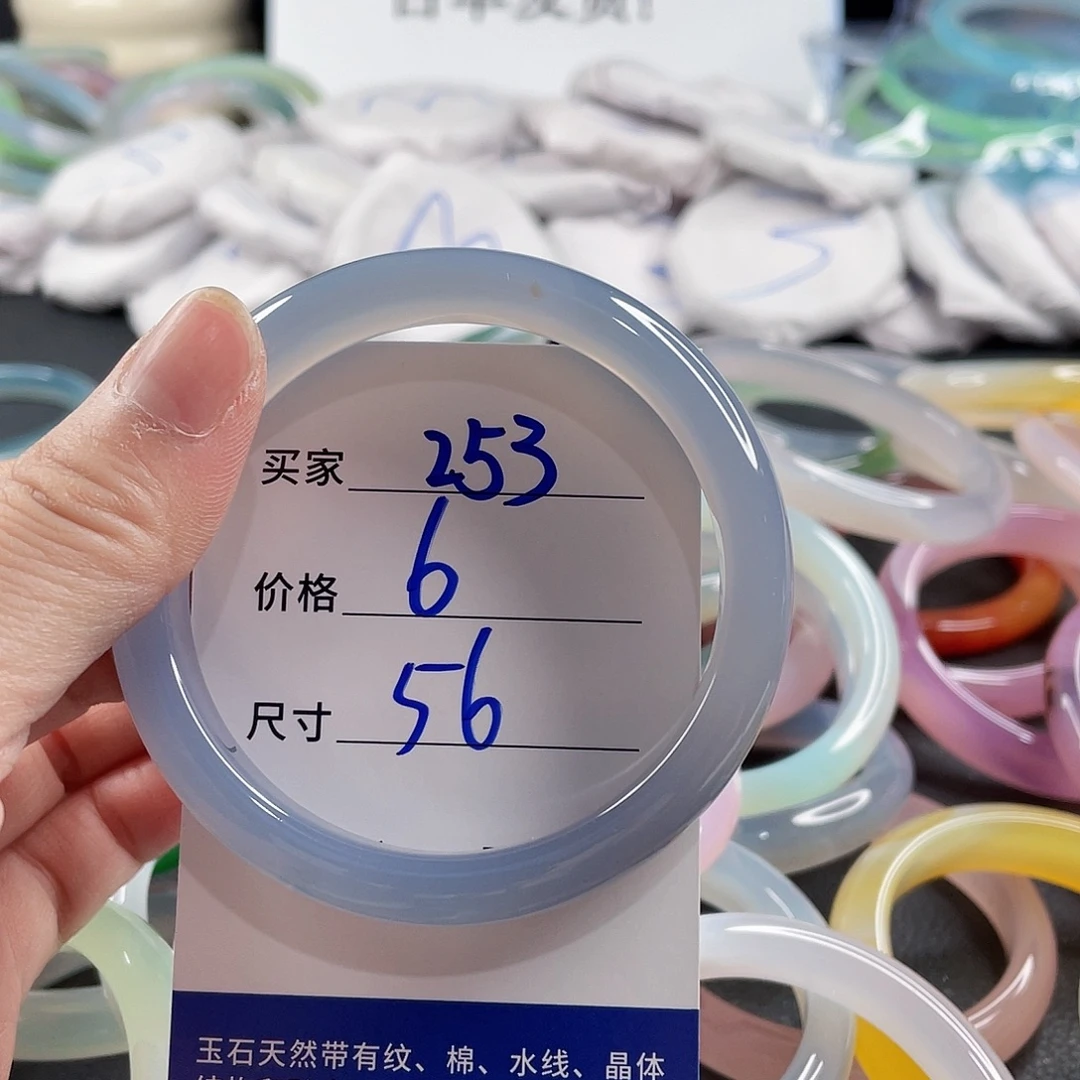 买家 253
价格 6
尺寸 56
玉石天然带有纹、棉、水线、晶体